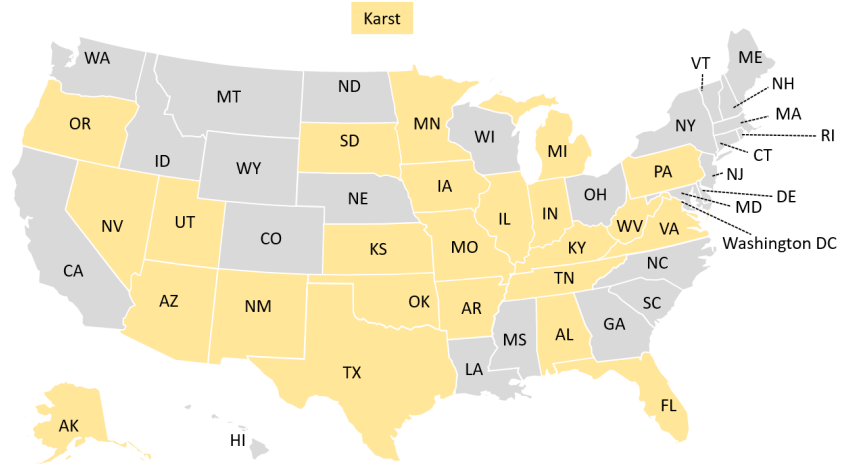 Karst
WA
MT
ND
MN
VT
ME
NH
MA
RI
CT
NY
OR
ID
SD
WI
MI
WY
NE
IA
PA
NJ
DE
MD
Washington DC
NV
UT
CO
KS
MO
IL
IN
OH
WV
VA
KY
CA
NC
AZ
NM
OK
AR
TN
SC
MS
AL
GA
TX
LA
FL
AK
HI